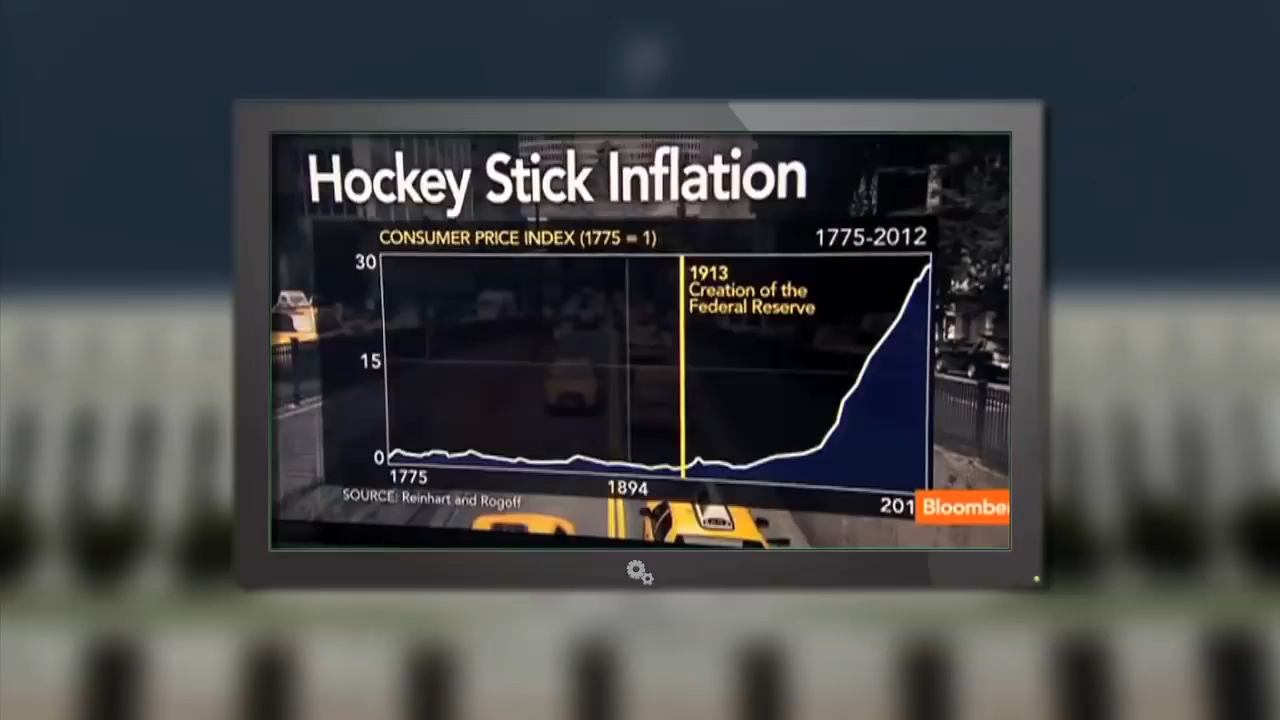 Hockey Stick Inflation
CONSUMER PRICE INDEX (1775 = 1)
1775-2012
30
1913
Creation of the
Federal Reserve
15
0
1775
1894
201
SOURCE: Reinhart and Rogoff
Bloomber